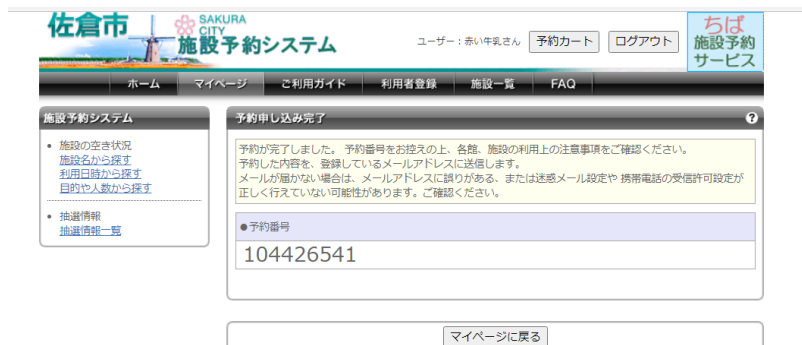 佐倉市
SAKURA
CITY
施設予約システム
ユーザー：赤い牛乳さん
予約カート
ログアウト
ちば
施設予約
サービス
ホーム
マイページ
ご利用ガイド
利用者登録
施設一覧
FAQ
施設予約システム
• 施設の空き状況
施設名から探す
利用日時から探す
目的や人数から探す
• 抽選情報
抽選情報一覧
予約申し込み完了
?
予約が完了しました。 予約番号をお控えの上、各館、施設の利用上の注意事項をご確認ください。
予約した内容を、登録しているメールアドレスに送信します。
メールが届かない場合は、メールアドレスに誤りがある、または迷惑メール設定や 携帯電話の受信許可設定が
正しく行えていない可能性があります。ご確認ください。
●予約番号
104426541
マイページに戻る